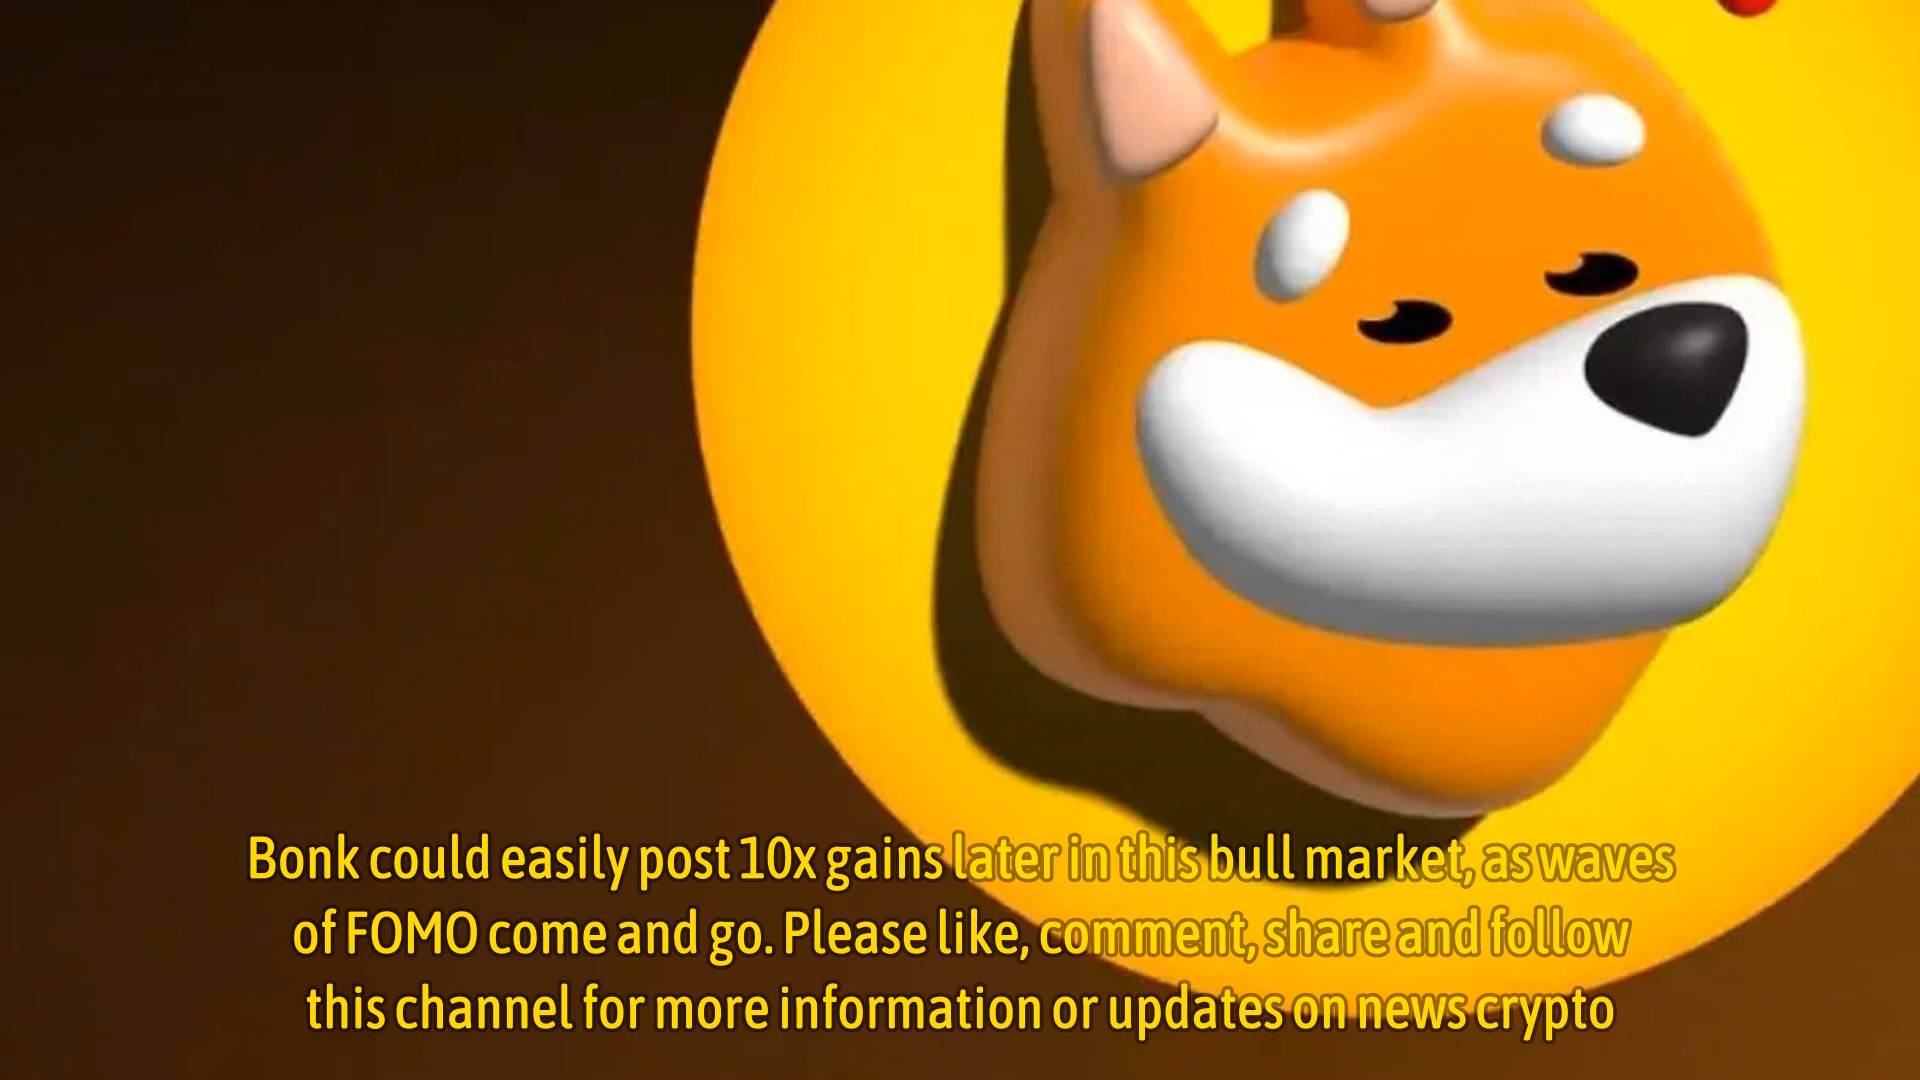 Bonk could easily post 10x gains later in this bull market, as waves
of FOMO come and go. Please like, comment, share and follow
this channel for more information or updates on news crypto